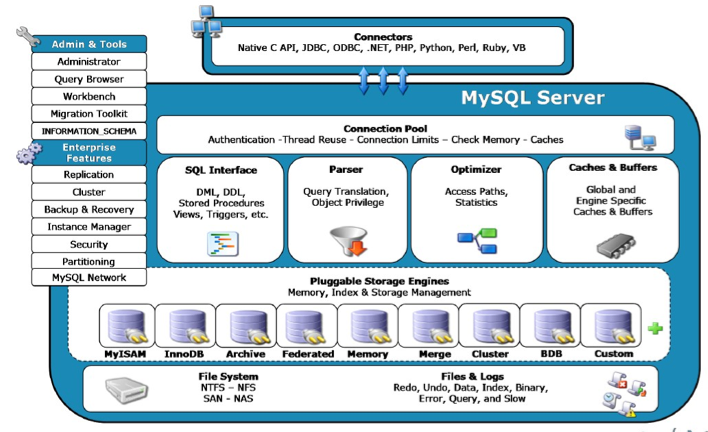 Connectors
Native C API, JDBC, ODBC, .NET, PHP, Python, Perl, Ruby, VB
Admin & Tools
Administrator
Query Browser
Workbench
Migration Toolkit
INFORMATION_SCHEMA
Enterprise
Features
Replication
Cluster
Backup & Recovery
Instance Manager
Security
Partitioning
MySQL Network
MySQL Server
Connection Pool
Authentication -Thread Reuse - Connection Limits – Check Memory - Caches
SQL Interface
DML, DDL,
Stored Procedures
Views, Triggers, etc.
Parser
Query Translation,
Object Privilege
Optimizer
Access Paths,
Statistics
Caches & Buffers
Global and
Engine Specific
Caches & Buffers
Pluggable Storage Engines
Memory, Index & Storage Management
MyISAM
InnoDB
Archive
Federated
Memory
Merge
Cluster
BDB
Custom
File System
NTFS – NFS
SAN - NAS
Files & Logs
Redo, Undo, Data, Index, Binary,
Error, Query, and Slow